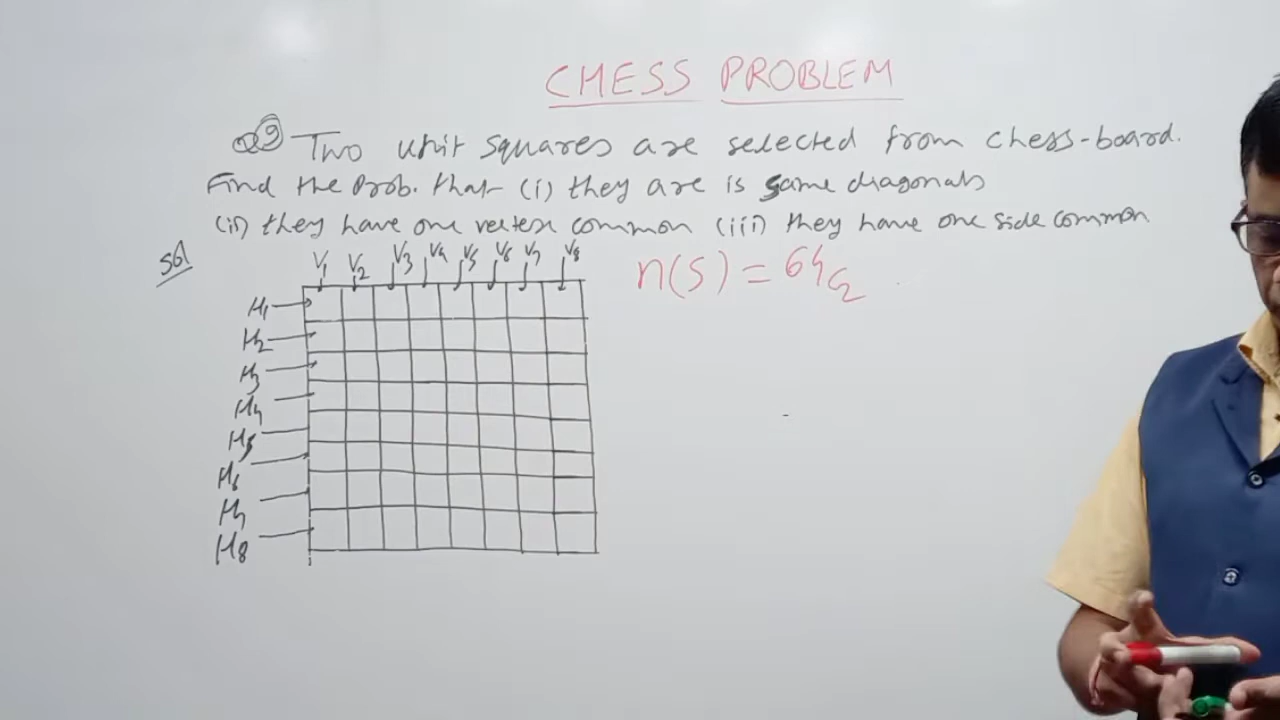 CHESS PROBLEM
Q9 Two unit squares are selected from chess-board.
Find the Prob. that (i) they are is same diagonals
(ii) they have one vertex common (iii) they have one side common
Sol
V1 V2 V3 V4 V5 V6 V7 V8
n(S) = 64C2
H1
H2
H3
H4
H5
H6
H7
H8